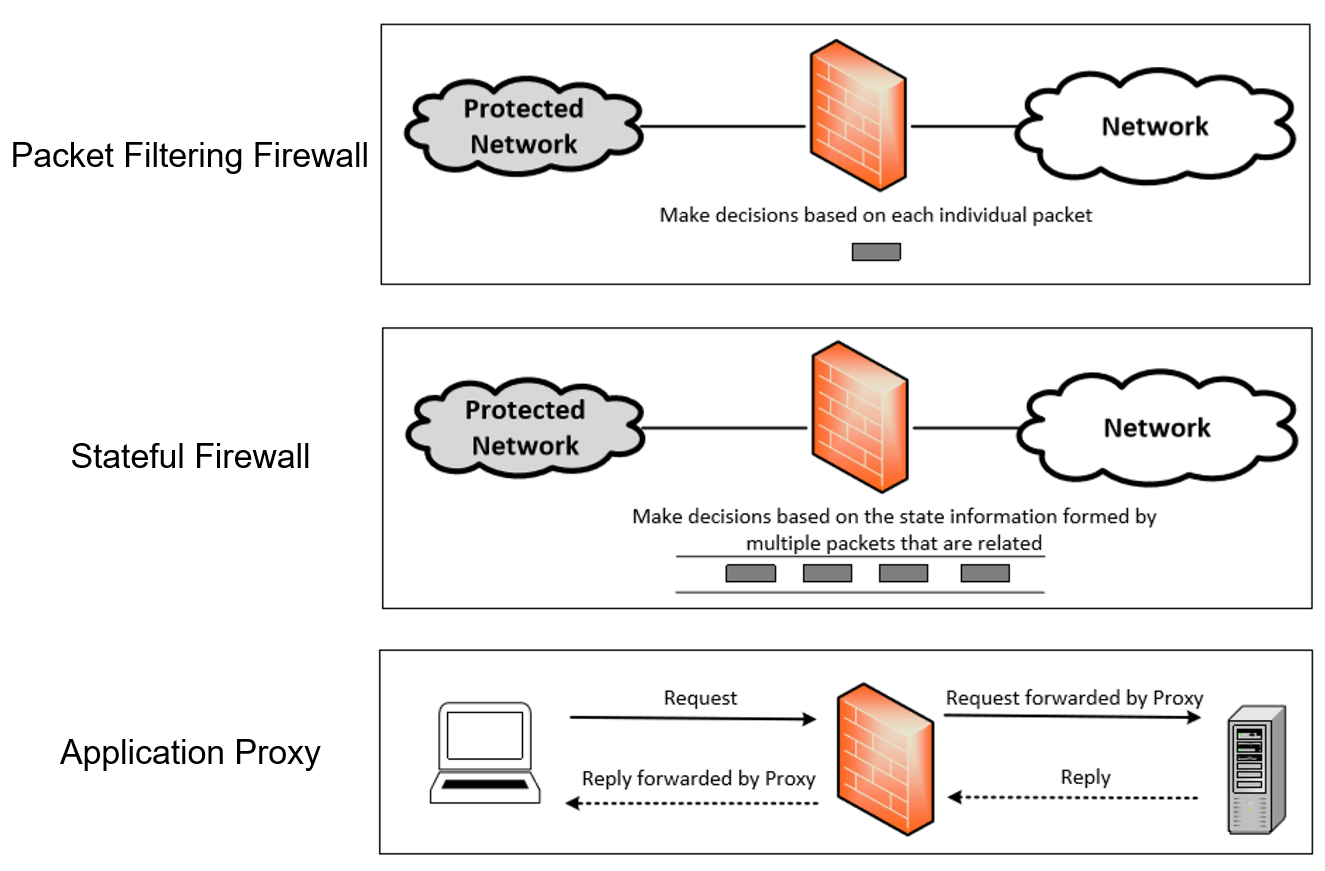 Packet Filtering Firewall
Protected
Network
Network
Make decisions based on each individual packet
Stateful Firewall
Protected
Network
Network
Make decisions based on the state information formed by
multiple packets that are related
Application Proxy
Request
Request forwarded by Proxy
Reply forwarded by Proxy
Reply